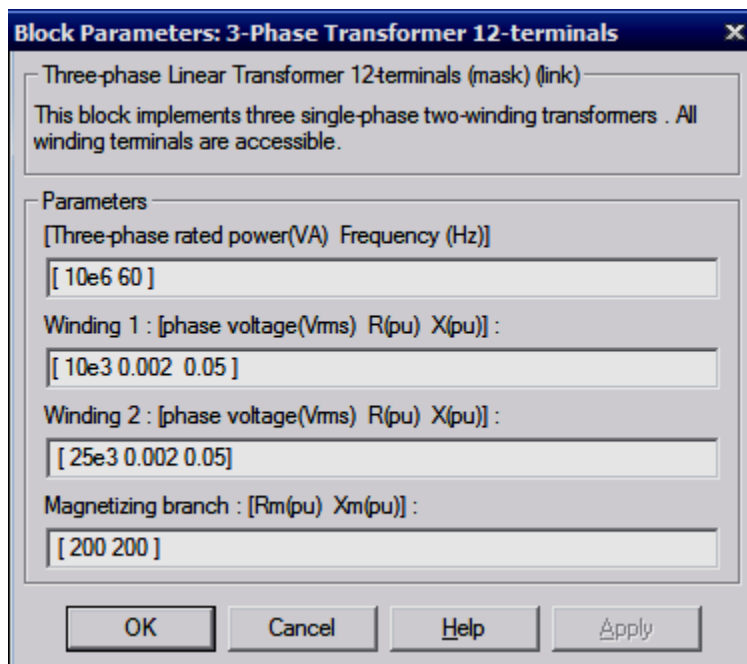 Block Parameters: 3-Phase Transformer 12-terminals
Three-phase Linear Transformer 12-terminals (mask) (link)
This block implements three single-phase two-winding transformers . All
winding terminals are accessible.
Parameters
[Three-phase rated power(VA)  Frequency (Hz)]
[ 10e6 60 ]
Winding 1 : [phase voltage(Vrms)  R(pu)  X(pu)] :
[ 10e3 0.002  0.05 ]
Winding 2 : [phase voltage(Vrms)  R(pu)  X(pu)] :
[ 25e3 0.002 0.05]
Magnetizing branch : [Rm(pu)  Xm(pu)] :
[ 200 200 ]
OK Cancel Help Apply